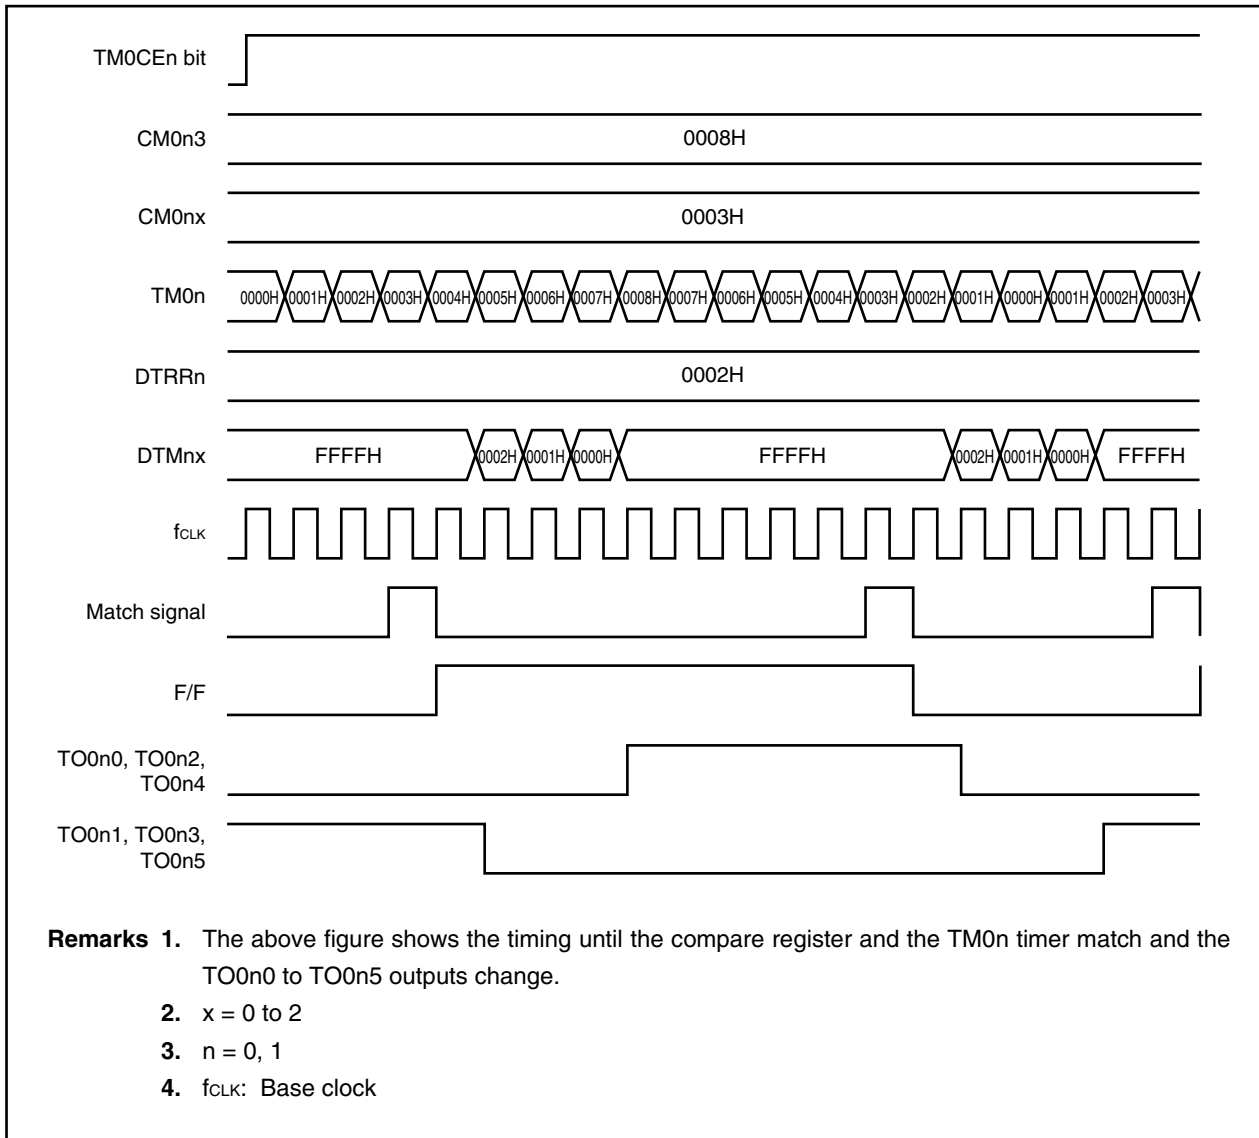 TM0CEn bit
CM0n3
0008H
CM0nx
0003H
TM0n
0000H 0001H 0002H 0003H 0004H 0005H 0006H 0007H 0008H 0007H 0006H 0005H 0004H 0003H 0002H 0001H 0000H 0001H 0002H 0003H
DTRRn
0002H
DTMnx
FFFFH 0002H 0001H 0000H FFFFH 0002H 0001H 0000H FFFFH
fCLK
Match signal
F/F
TO0n0, TO0n2,
TO0n4
TO0n1, TO0n3,
TO0n5
Remarks 1. The above figure shows the timing until the compare register and the TM0n timer match and the
TO0n0 to TO0n5 outputs change.
2. x = 0 to 2
3. n = 0, 1
4. fCLK: Base clock